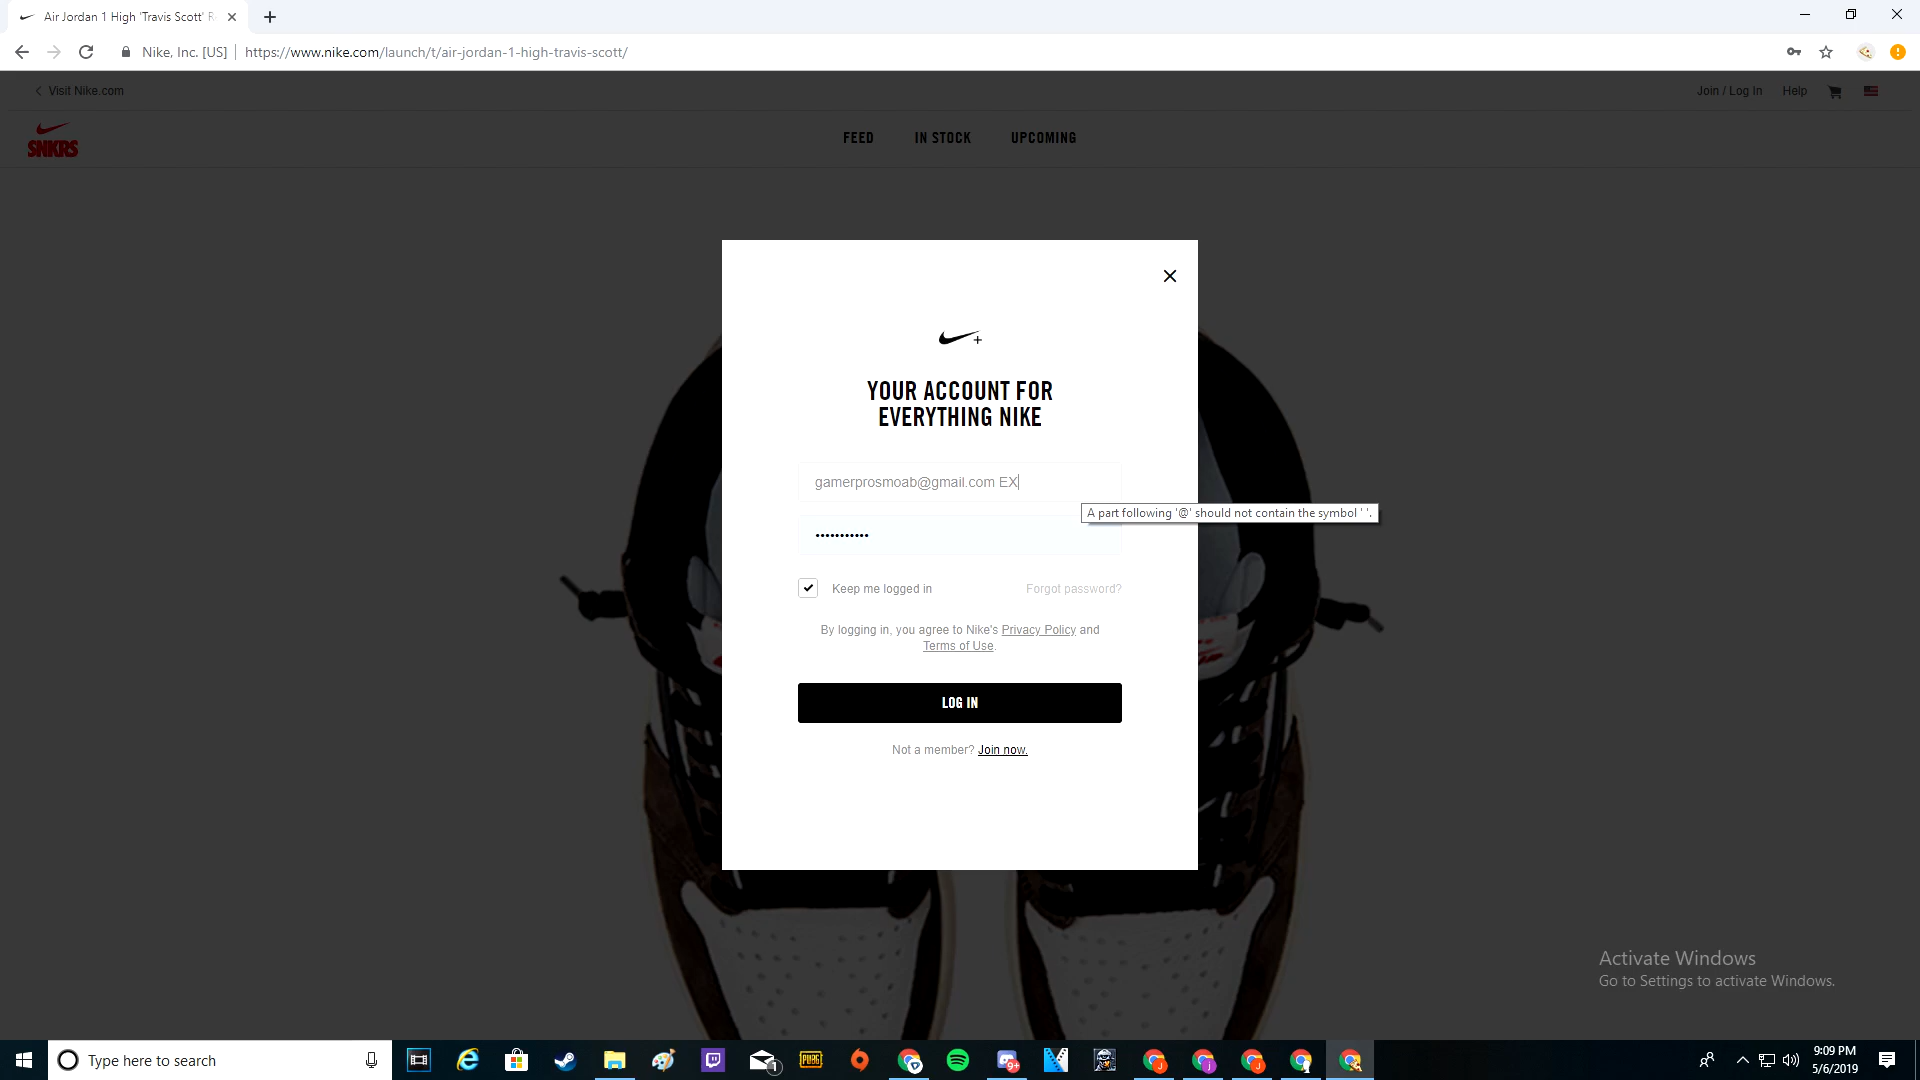 Air Jordan 1 High 'Travis Scott' R
Nike, Inc. [US] https://www.nike.com/launch/t/air-jordan-1-high-travis-scott/
Visit Nike.com
Join / Log In Help
SNKRS
FEED IN STOCK UPCOMING
YOUR ACCOUNT FOR
EVERYTHING NIKE
gamerprosmoab@gmail.com EX
A part following '@' should not contain the symbol ' '.
•••••••••••
Keep me logged in Forgot password?
By logging in, you agree to Nike's Privacy Policy and
Terms of Use.
LOG IN
Not a member? Join now.
Activate Windows
Go to Settings to activate Windows.
Type here to search
1
PUBG
9+
9:09 PM
5/6/2019